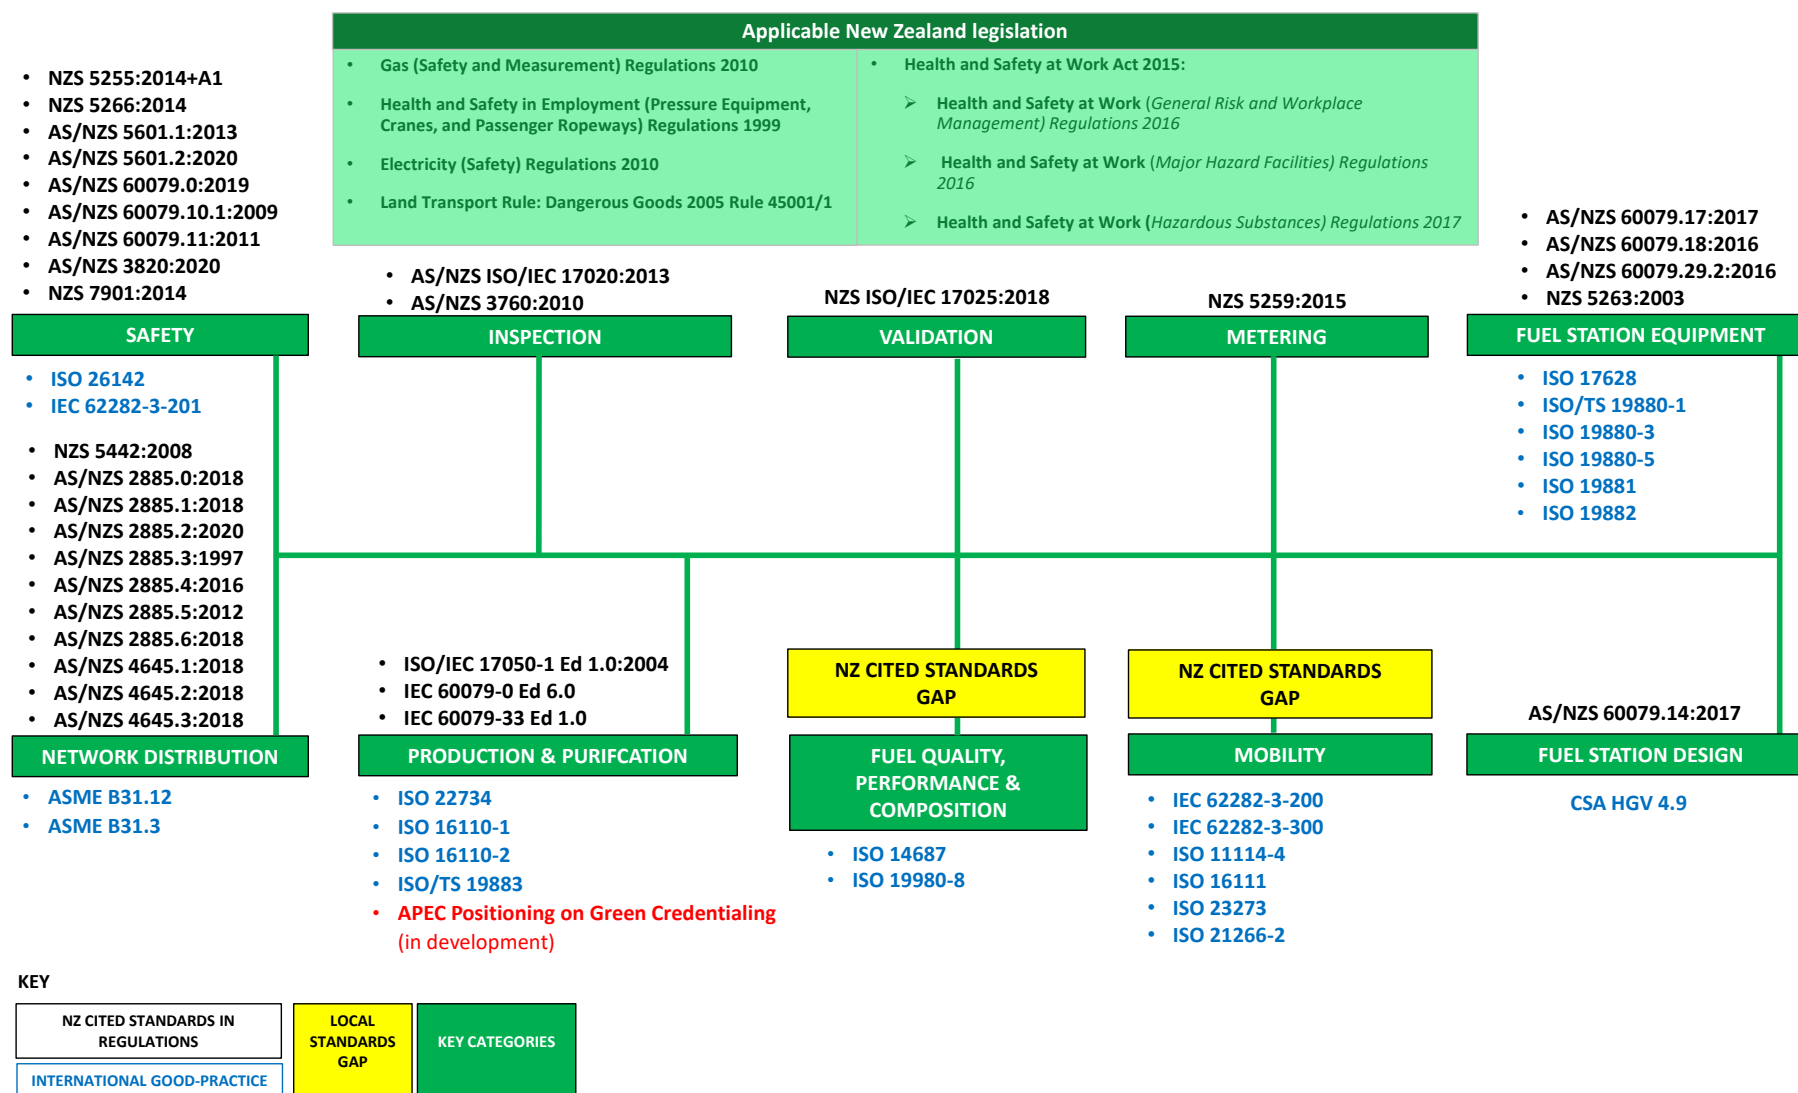 Applicable New Zealand legislation
• Gas (Safety and Measurement) Regulations 2010
• Health and Safety in Employment (Pressure Equipment,
Cranes, and Passenger Ropeways) Regulations 1999
• Electricity (Safety) Regulations 2010
• Land Transport Rule: Dangerous Goods 2005 Rule 45001/1
• Health and Safety at Work Act 2015:
➢ Health and Safety at Work (General Risk and Workplace
Management) Regulations 2016
➢ Health and Safety at Work (Major Hazard Facilities) Regulations
2016
➢ Health and Safety at Work (Hazardous Substances) Regulations 2017
• NZS 5255:2014+A1
• NZS 5266:2014
• AS/NZS 5601.1:2013
• AS/NZS 5601.2:2020
• AS/NZS 60079.0:2019
• AS/NZS 60079.10.1:2009
• AS/NZS 60079.11:2011
• AS/NZS 3820:2020
• NZS 7901:2014
SAFETY
• ISO 26142
• IEC 62282-3-201
• AS/NZS ISO/IEC 17020:2013
• AS/NZS 3760:2010
INSPECTION
NZS ISO/IEC 17025:2018
VALIDATION
NZS 5259:2015
METERING
• AS/NZS 60079.17:2017
• AS/NZS 60079.18:2016
• AS/NZS 60079.29.2:2016
• NZS 5263:2003
FUEL STATION EQUIPMENT
• ISO 17628
• ISO/TS 19880-1
• ISO 19880-3
• ISO 19880-5
• ISO 19881
• ISO 19882
• NZS 5442:2008
• AS/NZS 2885.0:2018
• AS/NZS 2885.1:2018
• AS/NZS 2885.2:2020
• AS/NZS 2885.3:1997
• AS/NZS 2885.4:2016
• AS/NZS 2885.5:2012
• AS/NZS 2885.6:2018
• AS/NZS 4645.1:2018
• AS/NZS 4645.2:2018
• AS/NZS 4645.3:2018
NETWORK DISTRIBUTION
• ASME B31.12
• ASME B31.3
• ISO/IEC 17050-1 Ed 1.0:2004
• IEC 60079-0 Ed 6.0
• IEC 60079-33 Ed 1.0
PRODUCTION & PURIFCATION
• ISO 22734
• ISO 16110-1
• ISO 16110-2
• ISO/TS 19883
• APEC Positioning on Green Credentialing
(in development)
NZ CITED STANDARDS
GAP
FUEL QUALITY,
PERFORMANCE &
COMPOSITION
• ISO 14687
• ISO 19980-8
NZ CITED STANDARDS
GAP
MOBILITY
• IEC 62282-3-200
• IEC 62282-3-300
• ISO 11114-4
• ISO 16111
• ISO 23273
• ISO 21266-2
AS/NZS 60079.14:2017
FUEL STATION DESIGN
CSA HGV 4.9
KEY
NZ CITED STANDARDS IN
REGULATIONS
INTERNATIONAL GOOD-PRACTICE
LOCAL
STANDARDS
GAP
KEY CATEGORIES